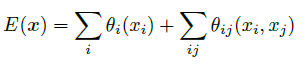 E(x) = ∑_i θ_i(x_i) + ∑_{ij} θ_{ij}(x_i, x_j)